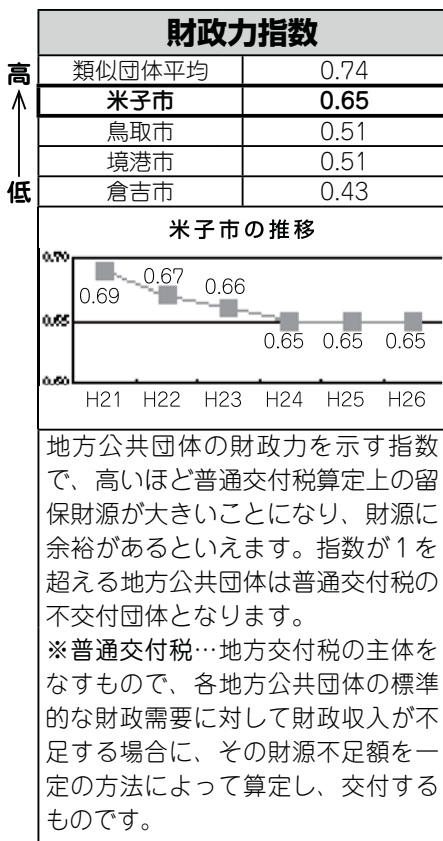 財政力指数
高
類似団体平均 0.74
米子市 0.65
鳥取市 0.51
境港市 0.51
低
倉吉市 0.43
米子市の推移
0.70
0.69 0.67 0.66
0.65
0.65 0.65 0.65
0.60
H21 H22 H23 H24 H25 H26
地方公共団体の財政力を示す指数
で、高いほど普通交付税算定上の留
保財源が大きいことになり、財源に
余裕があるといえます。指数が1を
超える地方公共団体は普通交付税の
不交付団体となります。
※普通交付税…地方交付税の主体を
なすもので、各地方公共団体の標準
的な財政需要に対して財政収入が不
足する場合に、その財源不足額を一
定の方法によって算定し、交付する
ものです。